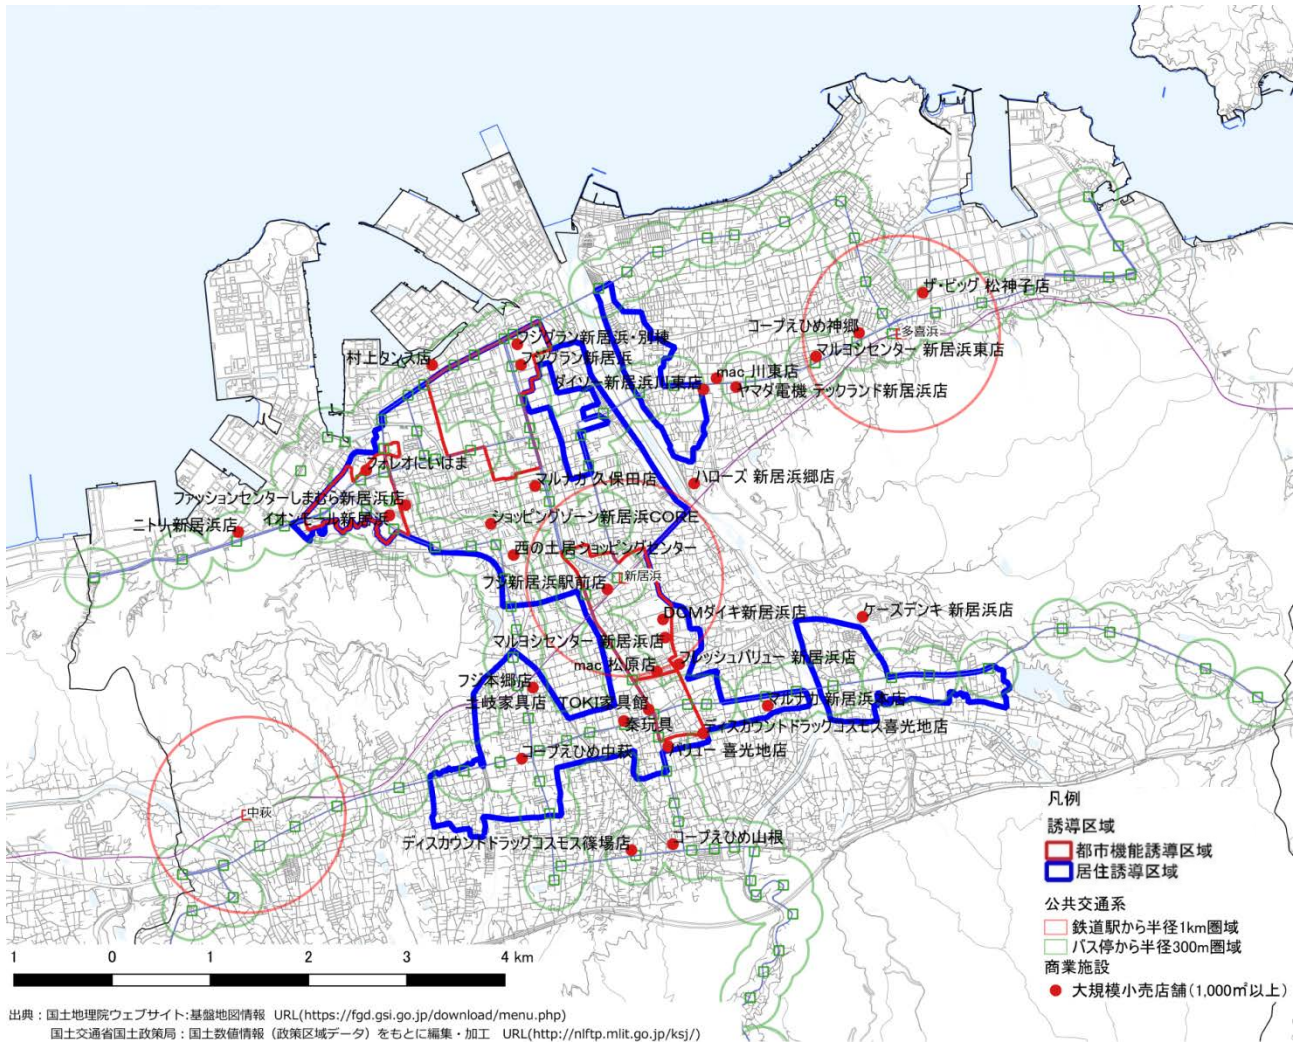 ザ・ビッグ 松神子店
コープえひめ神郷
多喜浜
マルヨシセンター 新居浜東店
フジグラン新居浜・別棟
村上タンス店
フジグラン新居浜
mac 川東店
ダイソー新居浜川東店
ヤマダ電機 テックランド新居浜店
フォレオにいはま
マルナカ 久保田店
ハローズ 新居浜郷店
ファッションセンターしまむら新居浜店
イオンモール新居浜
ニトリ新居浜店
ショッピングゾーン新居浜CORE
西の土居ショッピングセンター
新居浜
フジ新居浜駅前店
DCMダイキ新居浜店
ケーズデンキ 新居浜店
マルヨシセンター 新居浜店
mac 松原店
フレッシュバリュー 新居浜店
フジ本郷店
土岐家具店 TOKI家具館
マルナカ 新居浜本店
秦玩具
ディスカウントドラッグコスモス喜光地店
コープえひめ中萩
バリュー 喜光地店
中萩
ディスカウントドラッグコスモス篠場店
コープえひめ山根
凡例
誘導区域
都市機能誘導区域
居住誘導区域
公共交通系
鉄道駅から半径1km圏域
バス停から半径300m圏域
商業施設
大規模小売店舗(1,000㎡以上)
1 0 1 2 3 4 km
出典：国土地理院ウェブサイト:基盤地図情報 URL(https://fgd.gsi.go.jp/download/menu.php)
国土交通省国土政策局：国土数値情報（政策区域データ）をもとに編集・加工 URL(http://nlftp.mlit.go.jp/ksj/)